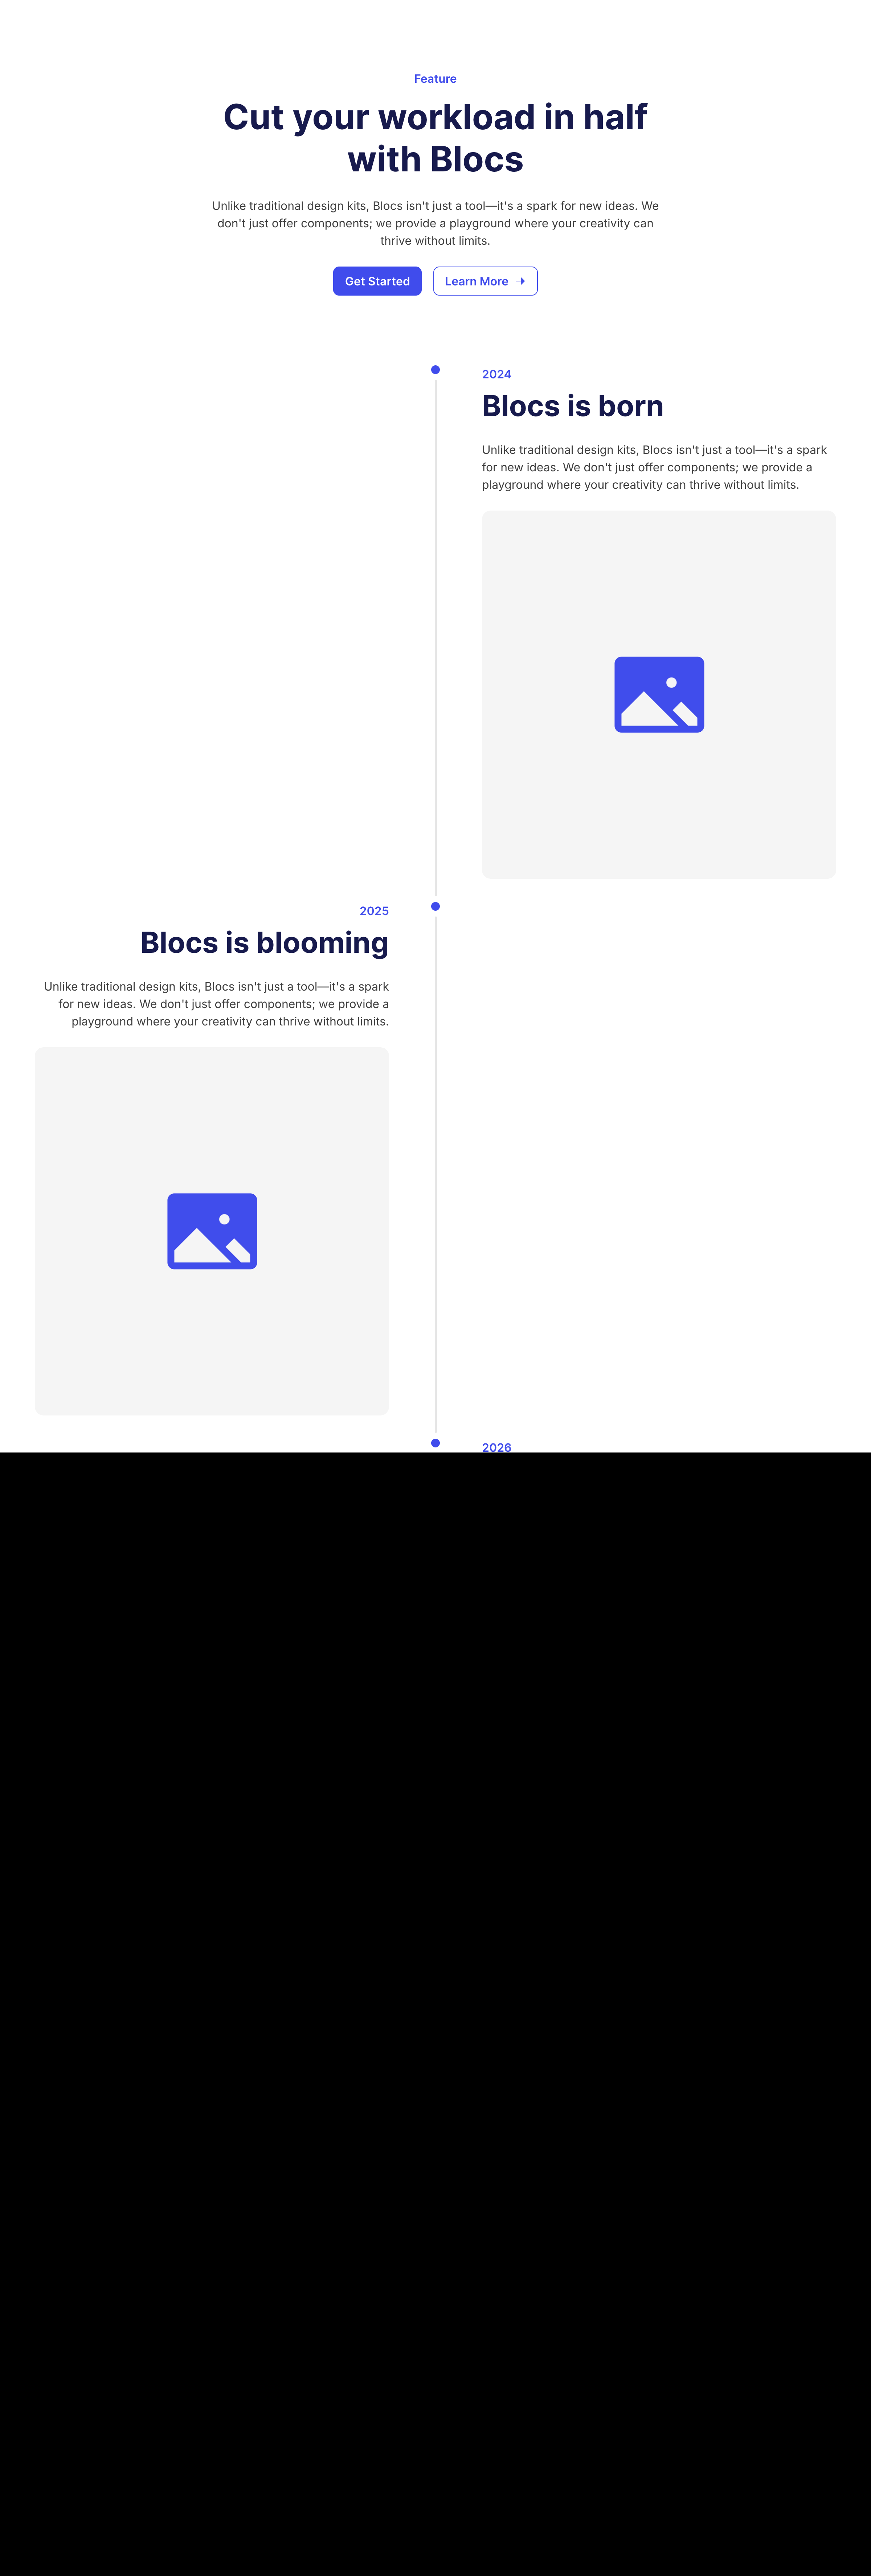 Feature
Cut your workload in half
with Blocs
Unlike traditional design kits, Blocs isn't just a tool—it's a spark for new ideas. We
don't just offer components; we provide a playground where your creativity can
thrive without limits.
Get Started
Learn More
2024
Blocs is born
Unlike traditional design kits, Blocs isn't just a tool—it's a spark
for new ideas. We don't just offer components; we provide a
playground where your creativity can thrive without limits.
2025
Blocs is blooming
Unlike traditional design kits, Blocs isn't just a tool—it's a spark
for new ideas. We don't just offer components; we provide a
playground where your creativity can thrive without limits.
2026